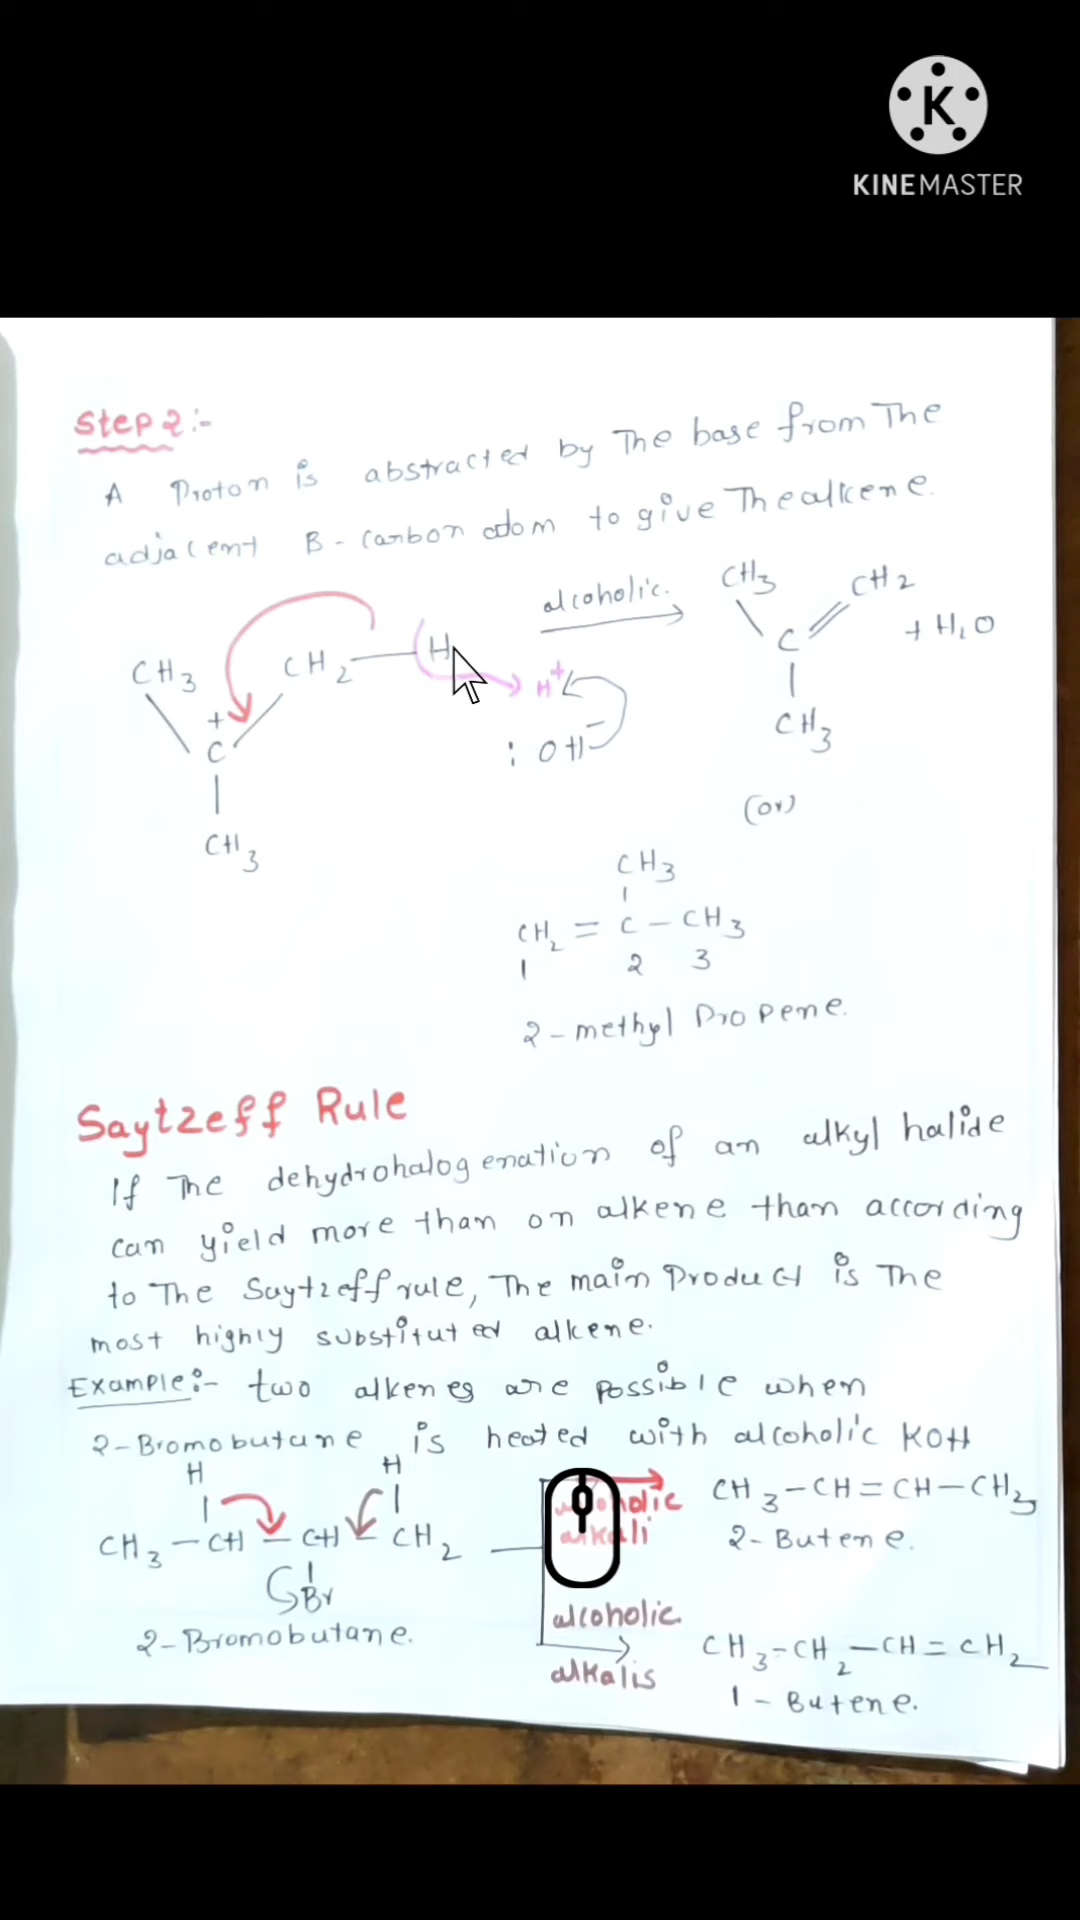 K
KINEMASTER
Step 2:-
A Proton is abstracted by The base from The
adjacent B-carbon atom to give The alkene.
CH3 CH2 — H alcoholic. CH3 CH2
+ C H+ C + H2O
: OH− CH3
CH3
(or)
CH3
CH2 = C — CH3
1 2 3
2-methyl Propene.
Saytzeff Rule
If The dehydrohalogenation of an alkyl halide
can yield more than on alkene than according
to The Saytzeff rule, The main Product is The
most highly substituted alkene.
Example:- two alkenes are possible when
2-Bromobutane is heated with alcoholic KOH
H H
CH3 — CH — CH — CH2
Br
2-Bromobutane.
alkali
CH3 — CH = CH — CH3
2-Butene.
alcoholic.
alkalis
CH3 - CH2 — CH = CH2
1 - Butene.